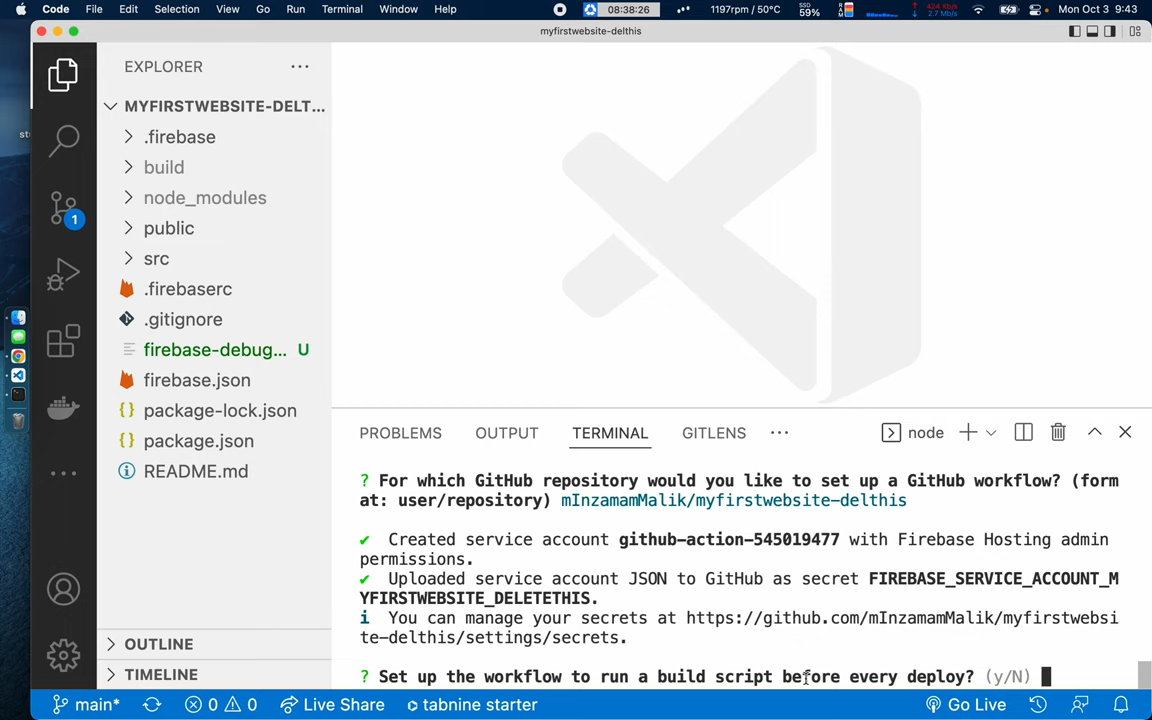 Code File Edit Selection View Go Run Terminal Window Help 08:38:26 1197rpm / 50°C SSD 59% 2.7 Mb/s Mon Oct 3 9:43
myfirstwebsite-delthis
EXPLORER
MYFIRSTWEBSITE-DELT...
.firebase
build
node_modules
public
src
.firebaserc
.gitignore
firebase-debug... U
firebase.json
package-lock.json
package.json
README.md
OUTLINE
TIMELINE
1
PROBLEMS OUTPUT TERMINAL GITLENS ... node
? For which GitHub repository would you like to set up a GitHub workflow? (form
at: user/repository) mInzamamMalik/myfirstwebsite-delthis
✔ Created service account github-action-545019477 with Firebase Hosting admin
permissions.
✔ Uploaded service account JSON to GitHub as secret FIREBASE_SERVICE_ACCOUNT_M
YFIRSTWEBSITE_DELETETHIS.
i You can manage your secrets at https://github.com/mInzamamMalik/myfirstwebsi
te-delthis/settings/secrets.
? Set up the workflow to run a build script before every deploy? (y/N)
main* 0 0 Live Share tabnine starter Go Live